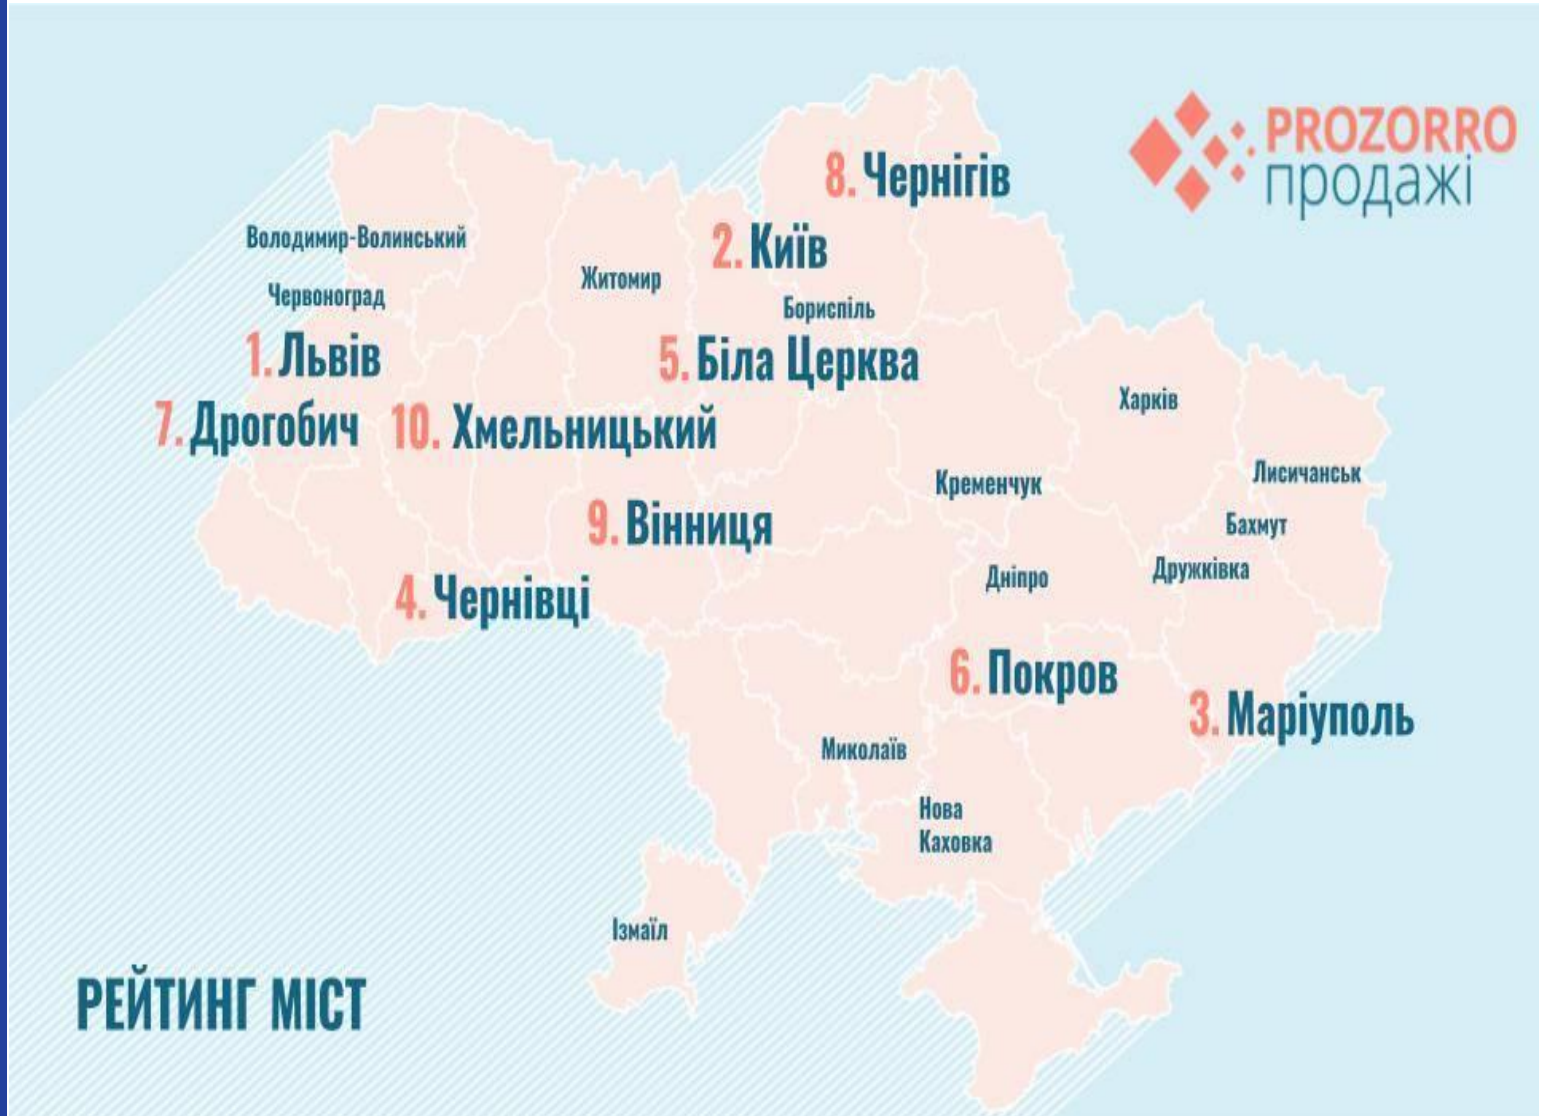 PROZORRO
продажі
8. Чернігів
2. Київ
Володимир-Волинський
Житомир
Червоноград
Бориспіль
1. Львів
5. Біла Церква
Харків
7. Дрогобич
10. Хмельницький
Лисичанськ
Кременчук
9. Вінниця
Бахмут
Дружківка
Дніпро
4. Чернівці
6. Покров
3. Маріуполь
Миколаїв
Нова
Каховка
Ізмаїл
РЕЙТИНГ МІСТ